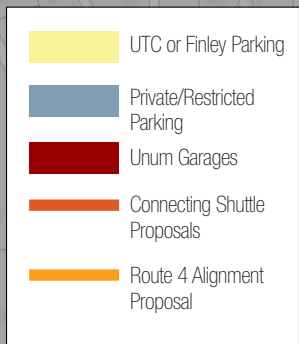 UTC or Finley Parking
Private/Restricted
Parking
Unum Garages
Connecting Shuttle
Proposals
Route 4 Alignment
Proposal